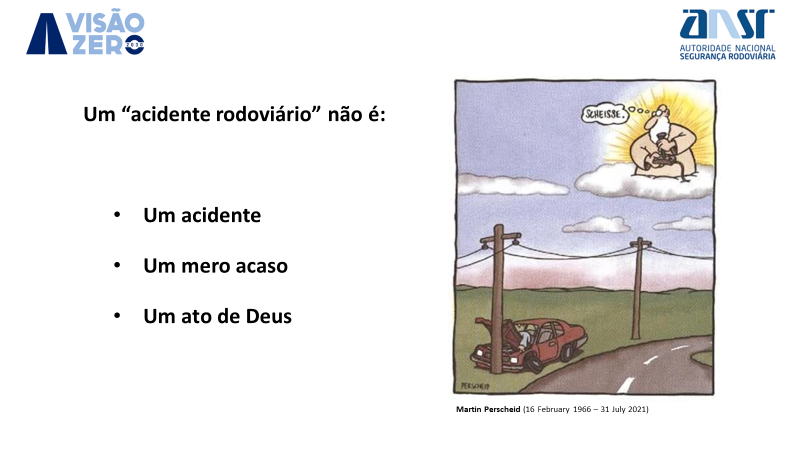 VISÃO
ZERO
2030
ansr
AUTORIDADE NACIONAL
SEGURANÇA RODOVIÁRIA
Um “acidente rodoviário” não é:
• Um acidente
• Um mero acaso
• Um ato de Deus
SCHEISSE.
PERSCHEID
Martin Perscheid (16 February 1966 – 31 July 2021)